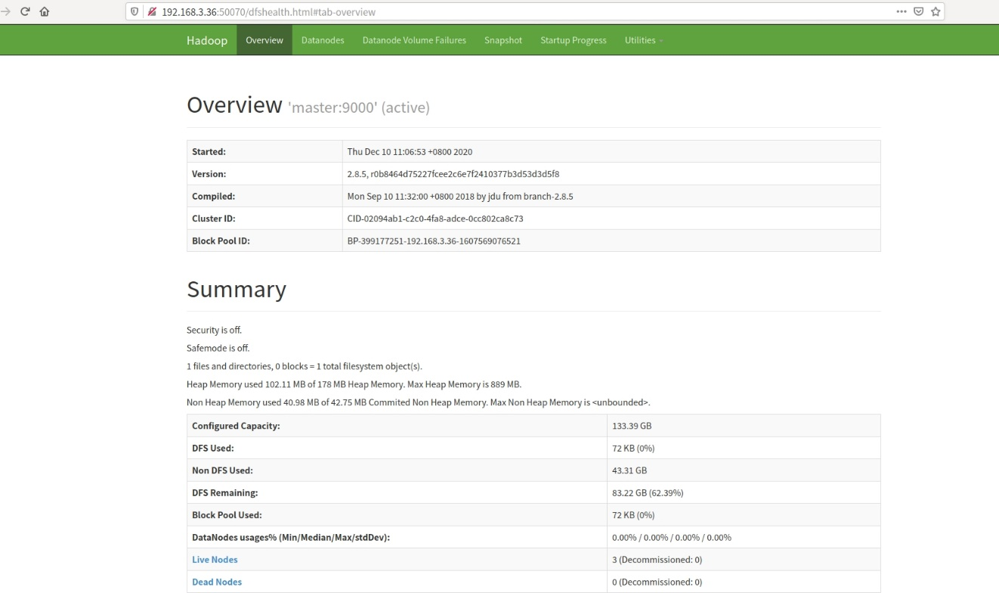 192.168.3.36:50070/dfshealth.html#tab-overview
Hadoop Overview Datanodes Datanode Volume Failures Snapshot Startup Progress Utilities
Overview 'master:9000' (active)
Started: Thu Dec 10 11:06:53 +0800 2020
Version: 2.8.5, r0b8464d75227fcee2c6e7f2410377b3d53d3d5f8
Compiled: Mon Sep 10 11:32:00 +0800 2018 by jdu from branch-2.8.5
Cluster ID: CID-02094ab1-c2c0-4fa8-adce-0cc802ca8c73
Block Pool ID: BP-399177251-192.168.3.36-1607569076521
Summary
Security is off.
Safemode is off.
1 files and directories, 0 blocks = 1 total filesystem object(s).
Heap Memory used 102.11 MB of 178 MB Heap Memory. Max Heap Memory is 889 MB.
Non Heap Memory used 40.98 MB of 42.75 MB Commited Non Heap Memory. Max Non Heap Memory is <unbounded>.
Configured Capacity: 133.39 GB
DFS Used: 72 KB (0%)
Non DFS Used: 43.31 GB
DFS Remaining: 83.22 GB (62.39%)
Block Pool Used: 72 KB (0%)
DataNodes usages% (Min/Median/Max/stdDev): 0.00% / 0.00% / 0.00% / 0.00%
Live Nodes 3 (Decommissioned: 0)
Dead Nodes 0 (Decommissioned: 0)